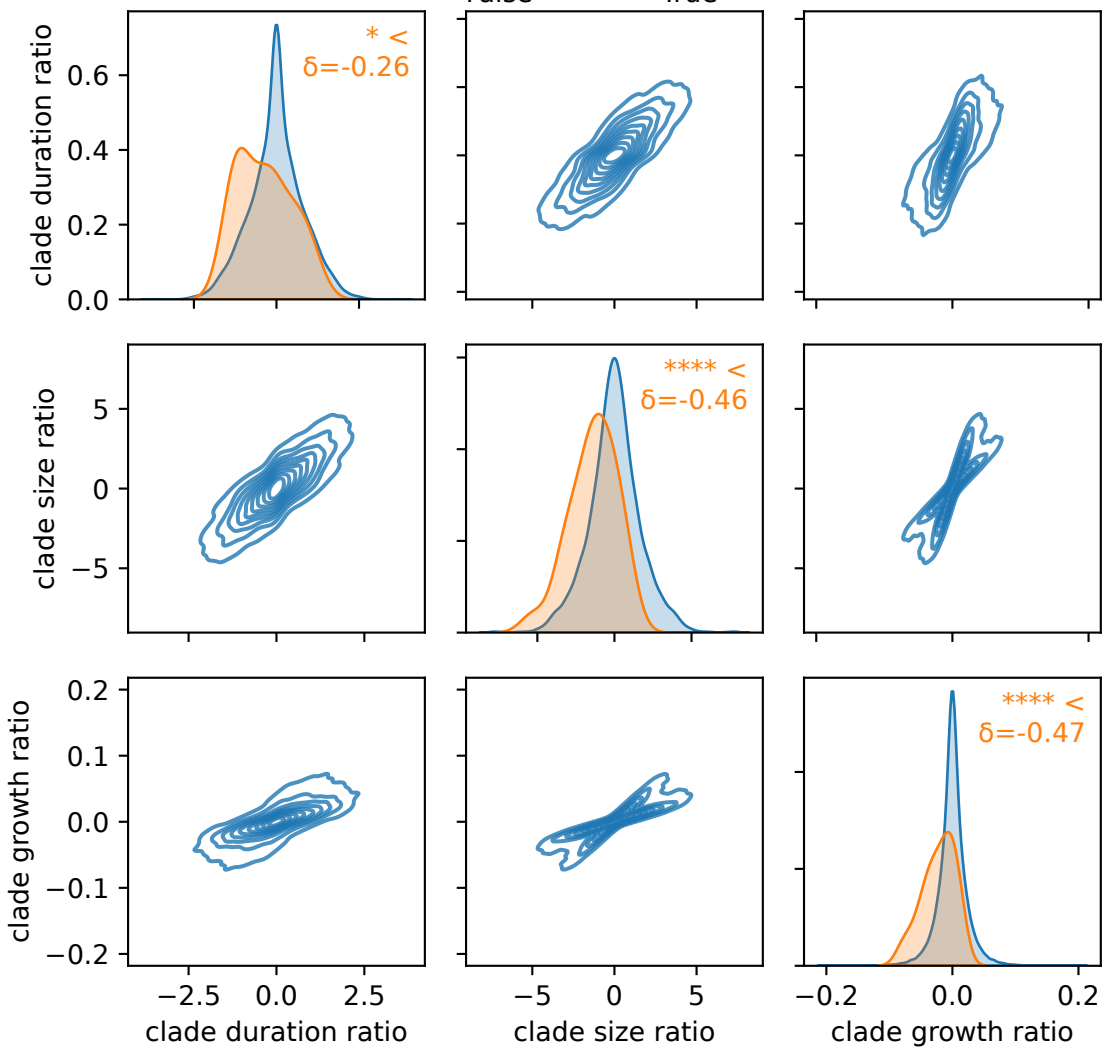 clade duration ratio
0.6
0.4
0.2
0.0
* <
δ=-0.26
clade size ratio
5
0
−5
**** <
δ=-0.46
clade growth ratio
0.2
0.1
0.0
−0.1
−0.2
**** <
δ=-0.47
−2.5 0.0 2.5
−5 0 5
−0.2 0.0 0.2
clade duration ratio
clade size ratio
clade growth ratio